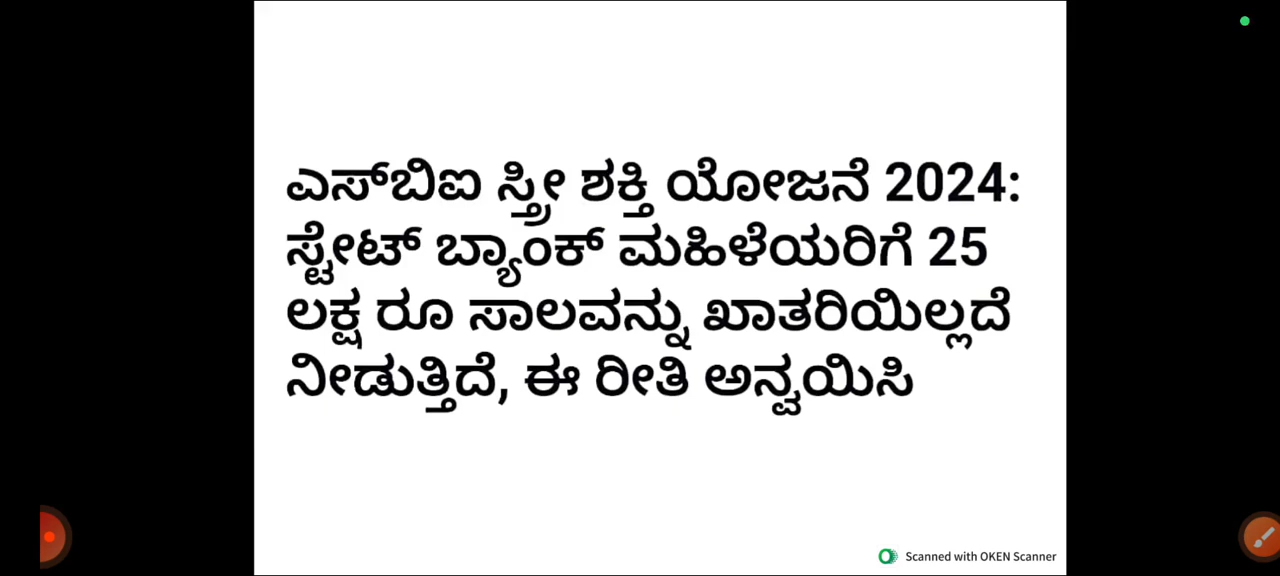 ಎಸ್‌ಬಿಐ ಸ್ತ್ರೀ ಶಕ್ತಿ ಯೋಜನೆ 2024:
ಸ್ಟೇಟ್ ಬ್ಯಾಂಕ್ ಮಹಿಳೆಯರಿಗೆ 25
ಲಕ್ಷ ರೂ ಸಾಲವನ್ನು ಖಾತರಿಯಿಲ್ಲದೆ
ನೀಡುತ್ತಿದೆ, ಈ ರೀತಿ ಅನ್ವಯಿಸಿ
Scanned with OKEN Scanner